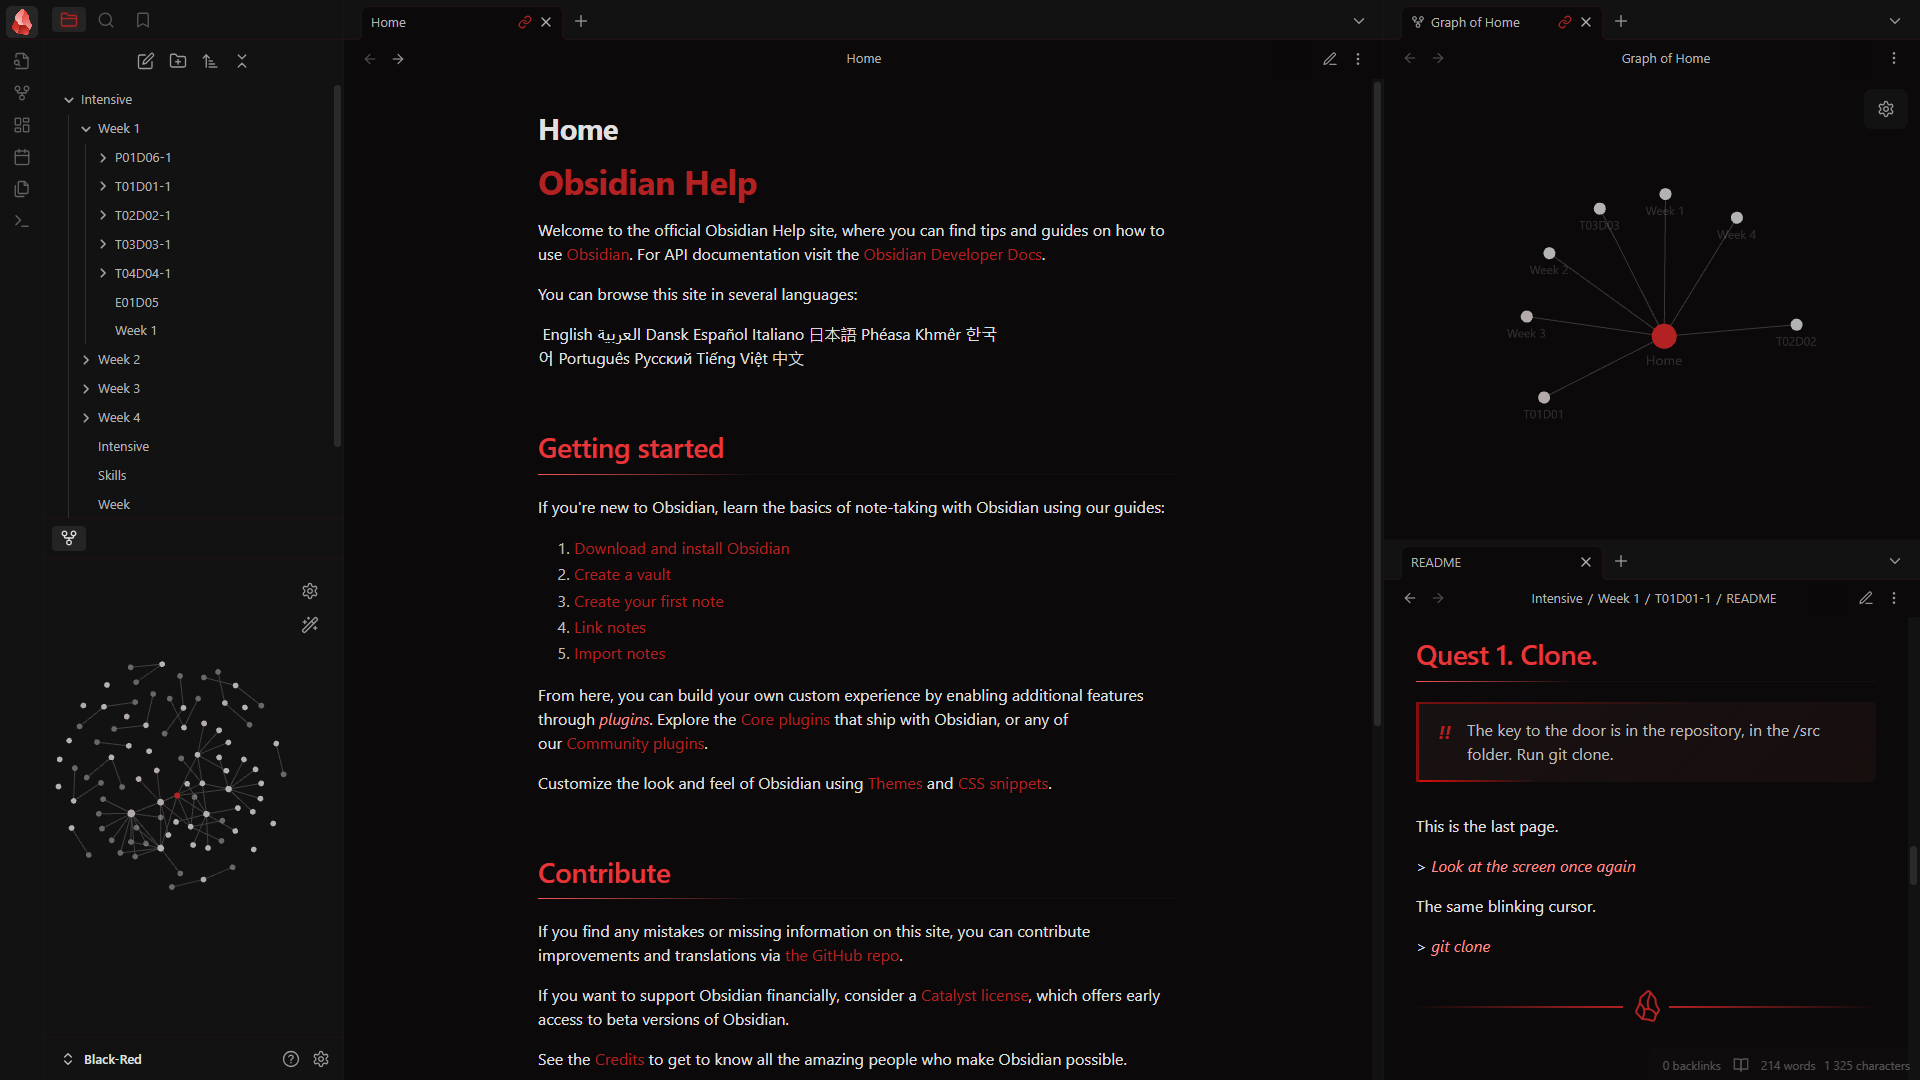 Home
Graph of Home
Home
Graph of Home
Intensive
Week 1
P01D06-1
T01D01-1
T02D02-1
T03D03-1
T04D04-1
E01D05
Week 1
Week 2
Week 3
Week 4
Intensive
Skills
Week
Black-Red
Home
Obsidian Help
Welcome to the official Obsidian Help site, where you can find tips and guides on how to
use Obsidian. For API documentation visit the Obsidian Developer Docs.
You can browse this site in several languages:
English العربية Dansk Español Italiano 日本語 Phéasa Khmêr 한국
어 Português Русский Tiếng Việt 中文
Getting started
If you're new to Obsidian, learn the basics of note-taking with Obsidian using our guides:
1. Download and install Obsidian
2. Create a vault
3. Create your first note
4. Link notes
5. Import notes
From here, you can build your own custom experience by enabling additional features
through plugins. Explore the Core plugins that ship with Obsidian, or any of
our Community plugins.
Customize the look and feel of Obsidian using Themes and CSS snippets.
Contribute
If you find any mistakes or missing information on this site, you can contribute
improvements and translations via the GitHub repo.
If you want to support Obsidian financially, consider a Catalyst license, which offers early
access to beta versions of Obsidian.
See the Credits to get to know all the amazing people who make Obsidian possible.
Week 1
T03D03
Week 4
Week 2
Week 3
T02D02
Home
T01D01
README
Intensive / Week 1 / T01D01-1 / README
Quest 1. Clone.
!! The key to the door is in the repository, in the /src
folder. Run git clone.
This is the last page.
> Look at the screen once again
The same blinking cursor.
> git clone
0 backlinks 214 words 1 325 characters